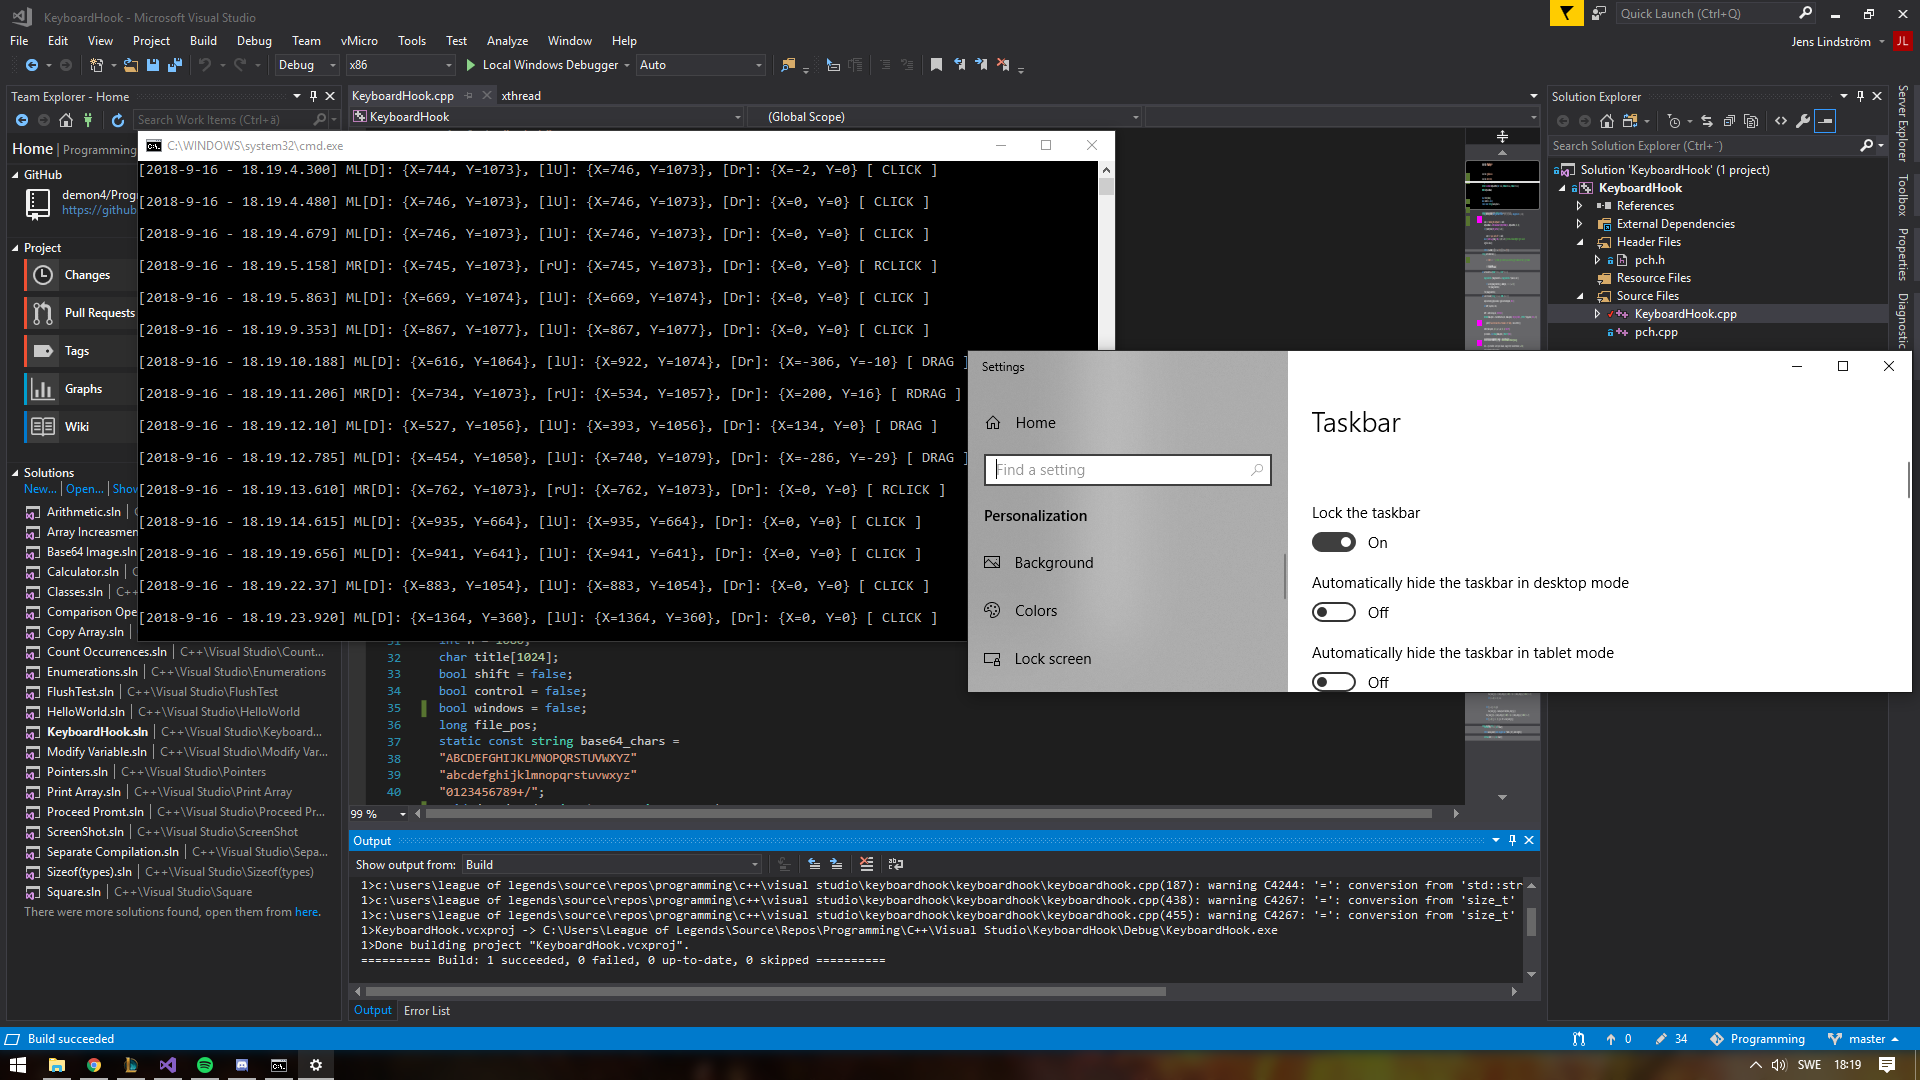 KeyboardHook - Microsoft Visual Studio
Quick Launch (Ctrl+Q)
File Edit View Project Build Debug Team vMicro Tools Test Analyze Window Help
Jens Lindström JL
Debug x86 Local Windows Debugger Auto
Team Explorer - Home
Search Work Items (Ctrl+ä)
Home | Programming
GitHub
demon4/Prog
https://github
Project
Changes
Pull Requests
Tags
Graphs
Wiki
Solutions
New... | Open... | Show
Arithmetic.sln
Array Increasmen
Base64 Image.sln
Calculator.sln
Classes.sln | C++
Comparison Ope
Copy Array.sln
Count Occurrences.sln | C++\Visual Studio\Count...
Enumerations.sln | C++\Visual Studio\Enumerations
FlushTest.sln | C++\Visual Studio\FlushTest
HelloWorld.sln | C++\Visual Studio\HelloWorld
KeyboardHook.sln | C++\Visual Studio\Keyboard...
Modify Variable.sln | C++\Visual Studio\Modify Var...
Pointers.sln | C++\Visual Studio\Pointers
Print Array.sln | C++\Visual Studio\Print Array
Proceed Promt.sln | C++\Visual Studio\Proceed Pr...
ScreenShot.sln | C++\Visual Studio\ScreenShot
Separate Compilation.sln | C++\Visual Studio\Sepa...
Sizeof(types).sln | C++\Visual Studio\Sizeof(types)
Square.sln | C++\Visual Studio\Square
There were more solutions found, open them from here.
KeyboardHook.cpp xthread
KeyboardHook (Global Scope)
C:\WINDOWS\system32\cmd.exe
[2018-9-16 - 18.19.4.300] ML[D]: {X=744, Y=1073}, [lU]: {X=746, Y=1073}, [Dr]: {X=-2, Y=0} [ CLICK ]
[2018-9-16 - 18.19.4.480] ML[D]: {X=746, Y=1073}, [lU]: {X=746, Y=1073}, [Dr]: {X=0, Y=0} [ CLICK ]
[2018-9-16 - 18.19.4.679] ML[D]: {X=746, Y=1073}, [lU]: {X=746, Y=1073}, [Dr]: {X=0, Y=0} [ CLICK ]
[2018-9-16 - 18.19.5.158] MR[D]: {X=745, Y=1073}, [rU]: {X=745, Y=1073}, [Dr]: {X=0, Y=0} [ RCLICK ]
[2018-9-16 - 18.19.5.863] ML[D]: {X=669, Y=1074}, [lU]: {X=669, Y=1074}, [Dr]: {X=0, Y=0} [ CLICK ]
[2018-9-16 - 18.19.9.353] ML[D]: {X=867, Y=1077}, [lU]: {X=867, Y=1077}, [Dr]: {X=0, Y=0} [ CLICK ]
[2018-9-16 - 18.19.10.188] ML[D]: {X=616, Y=1064}, [lU]: {X=922, Y=1074}, [Dr]: {X=-306, Y=-10} [ DRAG ]
[2018-9-16 - 18.19.11.206] MR[D]: {X=734, Y=1073}, [rU]: {X=534, Y=1057}, [Dr]: {X=200, Y=16} [ RDRAG ]
[2018-9-16 - 18.19.12.10] ML[D]: {X=527, Y=1056}, [lU]: {X=393, Y=1056}, [Dr]: {X=134, Y=0} [ DRAG ]
[2018-9-16 - 18.19.12.785] ML[D]: {X=454, Y=1050}, [lU]: {X=740, Y=1079}, [Dr]: {X=-286, Y=-29} [ DRAG ]
[2018-9-16 - 18.19.13.610] MR[D]: {X=762, Y=1073}, [rU]: {X=762, Y=1073}, [Dr]: {X=0, Y=0} [ RCLICK ]
[2018-9-16 - 18.19.14.615] ML[D]: {X=935, Y=664}, [lU]: {X=935, Y=664}, [Dr]: {X=0, Y=0} [ CLICK ]
[2018-9-16 - 18.19.19.656] ML[D]: {X=941, Y=641}, [lU]: {X=941, Y=641}, [Dr]: {X=0, Y=0} [ CLICK ]
[2018-9-16 - 18.19.22.37] ML[D]: {X=883, Y=1054}, [lU]: {X=883, Y=1054}, [Dr]: {X=0, Y=0} [ CLICK ]
[2018-9-16 - 18.19.23.920] ML[D]: {X=1364, Y=360}, [lU]: {X=1364, Y=360}, [Dr]: {X=0, Y=0} [ CLICK ]
32 char title[1024];
33 bool shift = false;
34 bool control = false;
35 bool windows = false;
36 long file_pos;
37 static const string base64_chars =
38 "ABCDEFGHIJKLMNOPQRSTUVWXYZ"
39 "abcdefghijklmnopqrstuvwxyz"
40 "0123456789+/";
99 %
Settings
Home
Find a setting
Personalization
Background
Colors
Lock screen
Taskbar
Lock the taskbar
On
Automatically hide the taskbar in desktop mode
Off
Automatically hide the taskbar in tablet mode
Off
Solution Explorer
Search Solution Explorer (Ctrl+¨)
Solution 'KeyboardHook' (1 project)
KeyboardHook
References
External Dependencies
Header Files
pch.h
Resource Files
Source Files
KeyboardHook.cpp
pch.cpp
Server Explorer
Toolbox
Properties
Diagnostic
Output
Show output from: Build
1>c:\users\league of legends\source\repos\programming\c++\visual studio\keyboardhook\keyboardhook\keyboardhook.cpp(187): warning C4244: '=': conversion from 'std::str
1>c:\users\league of legends\source\repos\programming\c++\visual studio\keyboardhook\keyboardhook\keyboardhook.cpp(438): warning C4267: '=': conversion from 'size_t'
1>c:\users\league of legends\source\repos\programming\c++\visual studio\keyboardhook\keyboardhook\keyboardhook.cpp(455): warning C4267: '=': conversion from 'size_t'
1>KeyboardHook.vcxproj -> C:\Users\League of Legends\Source\Repos\Programming\C++\Visual Studio\KeyboardHook\Debug\KeyboardHook.exe
1>Done building project "KeyboardHook.vcxproj".
========== Build: 1 succeeded, 0 failed, 0 up-to-date, 0 skipped ==========
Output Error List
Build succeeded
0 34 Programming master
SWE 18:19